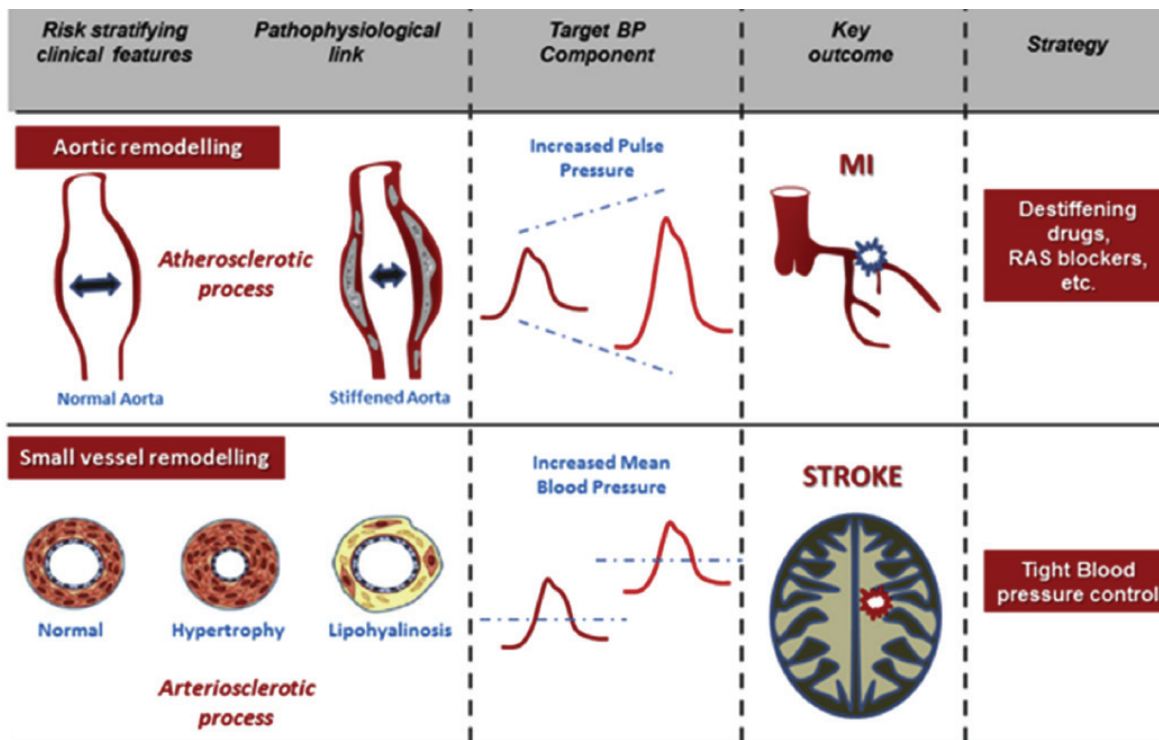 Risk stratifying
clinical features
Pathophysiological
link
Target BP
Component
Key
outcome
Strategy
Aortic remodelling
Atherosclerotic
process
Normal Aorta
Stiffened Aorta
Increased Pulse
Pressure
MI
Destiffening
drugs,
RAS blockers,
etc.
Small vessel remodelling
Normal
Hypertrophy
Lipohyalinosis
Arteriosclerotic
process
Increased Mean
Blood Pressure
STROKE
Tight Blood
pressure control